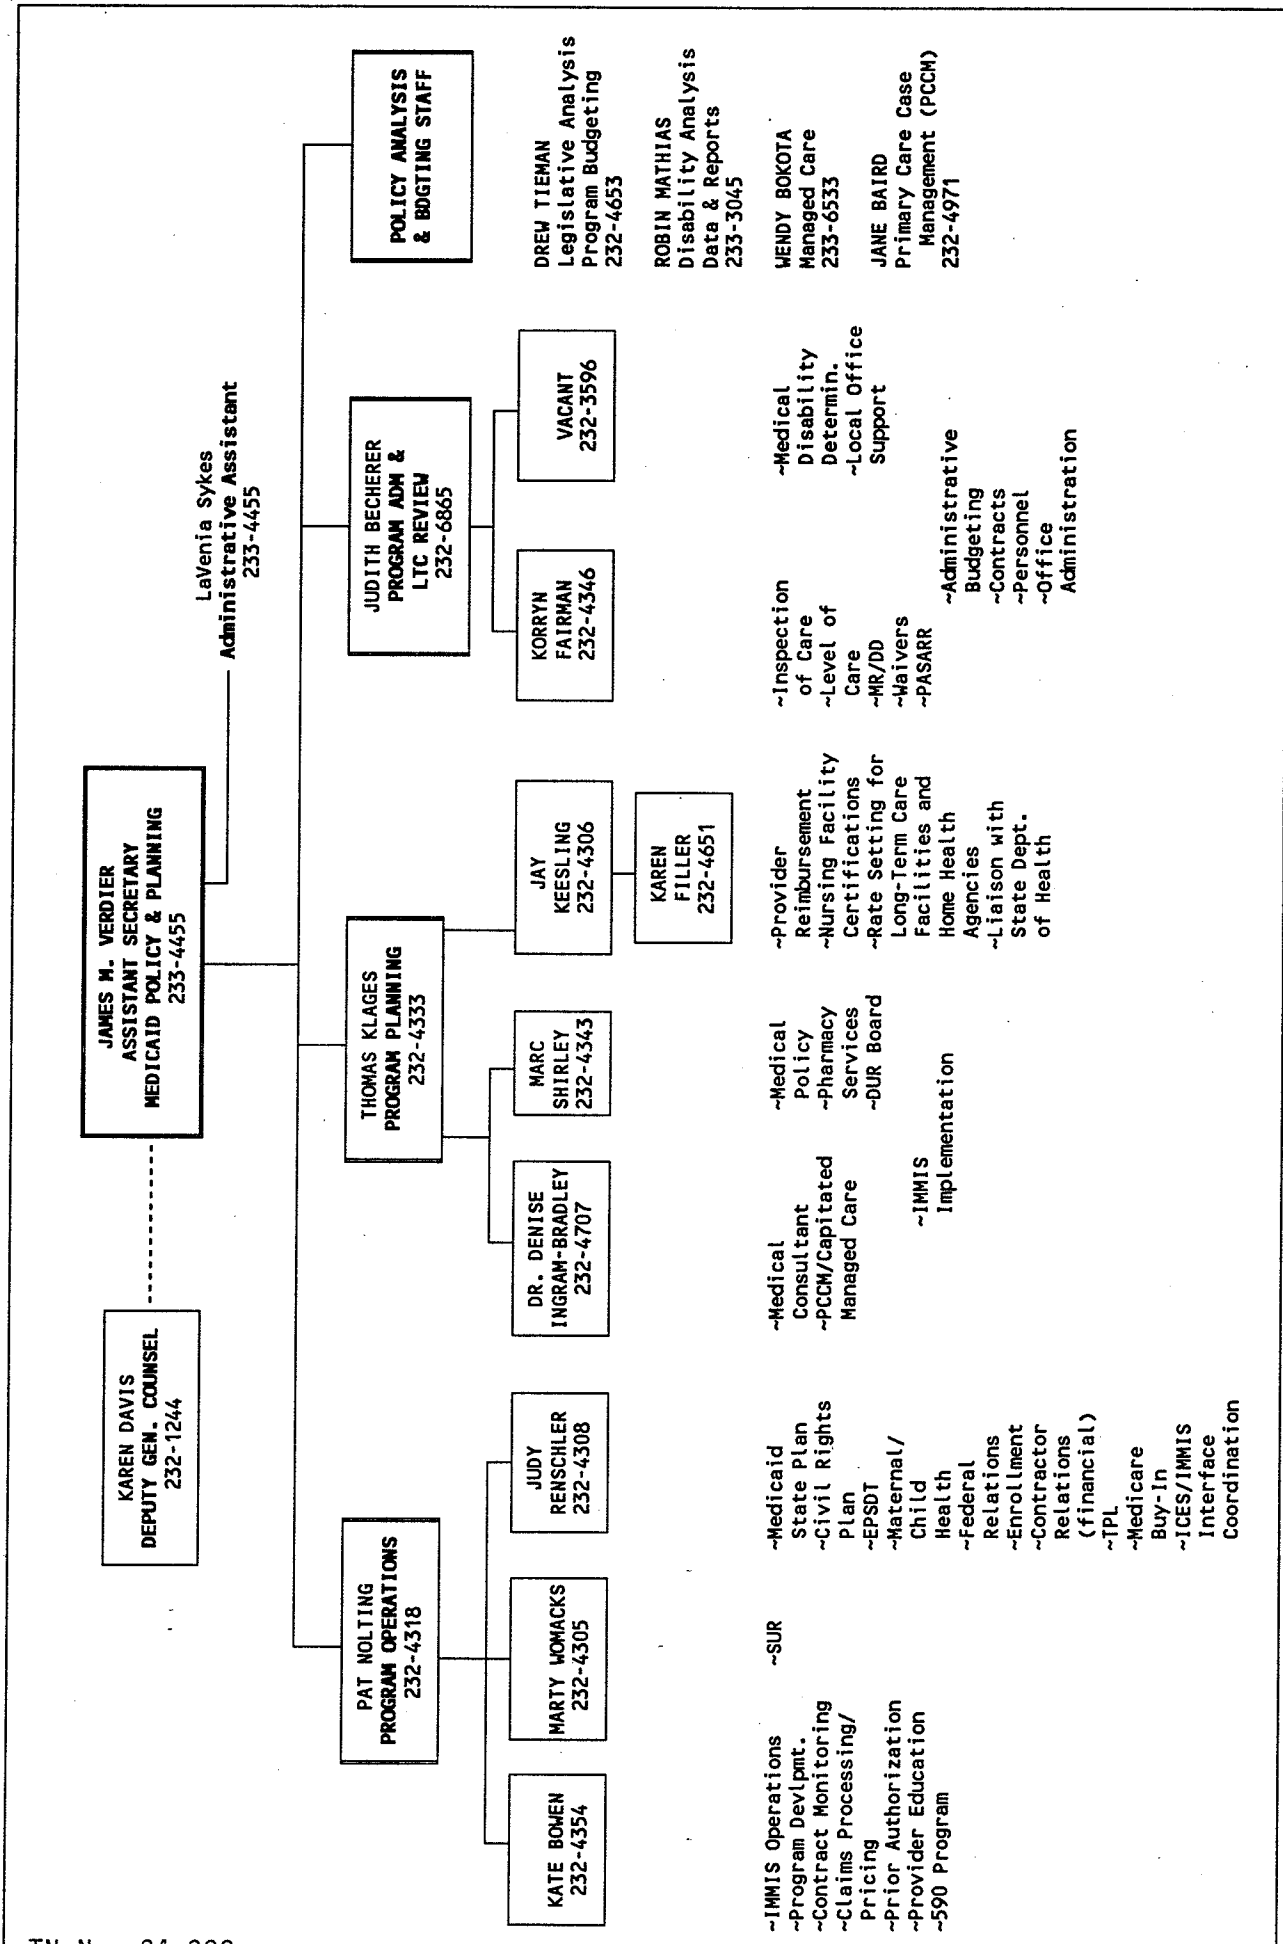 KAREN DAVIS
DEPUTY GEN. COUNSEL
232-1244
JAMES M. VERDIER
ASSISTANT SECRETARY
MEDICAID POLICY & PLANNING
233-4455
LaVenia Sykes
Administrative Assistant
233-4455
PAT NOLTING
PROGRAM OPERATIONS
232-4318
THOMAS KLAGES
PROGRAM PLANNING
232-4333
JUDITH BECHERER
PROGRAM ADM &
LTC REVIEW
232-6865
POLICY ANALYSIS
& BDGTING STAFF
KATE BOWEN
232-4354
MARTY WOMACKS
232-4305
JUDY
RENSCHLER
232-4308
DR. DENISE
INGRAM-BRADLEY
232-4707
MARC
SHIRLEY
232-4343
JAY
KEESLING
232-4306
KAREN
FILLER
232-4651
KORRYN
FAIRMAN
232-4346
VACANT
232-3596
DREW TIEMAN
Legislative Analysis
Program Budgeting
232-4653
ROBIN MATHIAS
Disability Analysis
Data & Reports
233-3045
WENDY BOKOTA
Managed Care
233-6533
JANE BAIRD
Primary Care Case
Management (PCCM)
232-4971
~IMMIS Operations
~Program Devlpmt.
~Contract Monitoring
~Claims Processing/
Pricing
~Prior Authorization
~Provider Education
~590 Program
~SUR
~Medicaid
State Plan
~Civil Rights
Plan
~EPSDT
~Maternal/
Child
Health
~Federal
Relations
~Enrollment
~Contractor
Relations
(financial)
~TPL
~Medicare
Buy-In
~ICES/IMMIS
Interface
Coordination
~Medical
Consultant
~PCCM/Capitated
Managed Care
~Medical
Policy
~Pharmacy
Services
~DUR Board
~IMMIS
Implementation
~Provider
Reimbursement
~Nursing Facility
Certifications
~Rate Setting for
Long-Term Care
Facilities and
Home Health
Agencies
~Liaison with
State Dept.
of Health
~Inspection
of Care
~Level of
Care
~MR/DD
~Waivers
~PASARR
~Medical
Disability
Determin.
~Local Office
Support
~Administrative
Budgeting
~Contracts
~Personnel
~Office
Administration